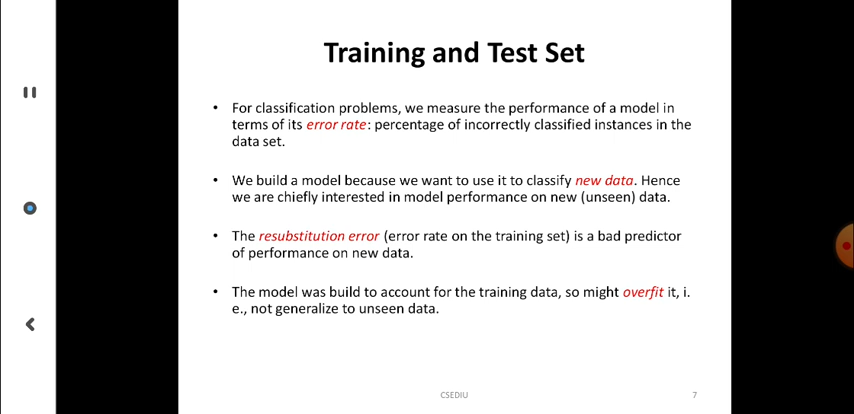 Training and Test Set
• For classification problems, we measure the performance of a model in
terms of its error rate: percentage of incorrectly classified instances in the
data set.
• We build a model because we want to use it to classify new data. Hence
we are chiefly interested in model performance on new (unseen) data.
• The resubstitution error (error rate on the training set) is a bad predictor
of performance on new data.
• The model was build to account for the training data, so might overfit it, i.
e., not generalize to unseen data.
CSEDIU
7